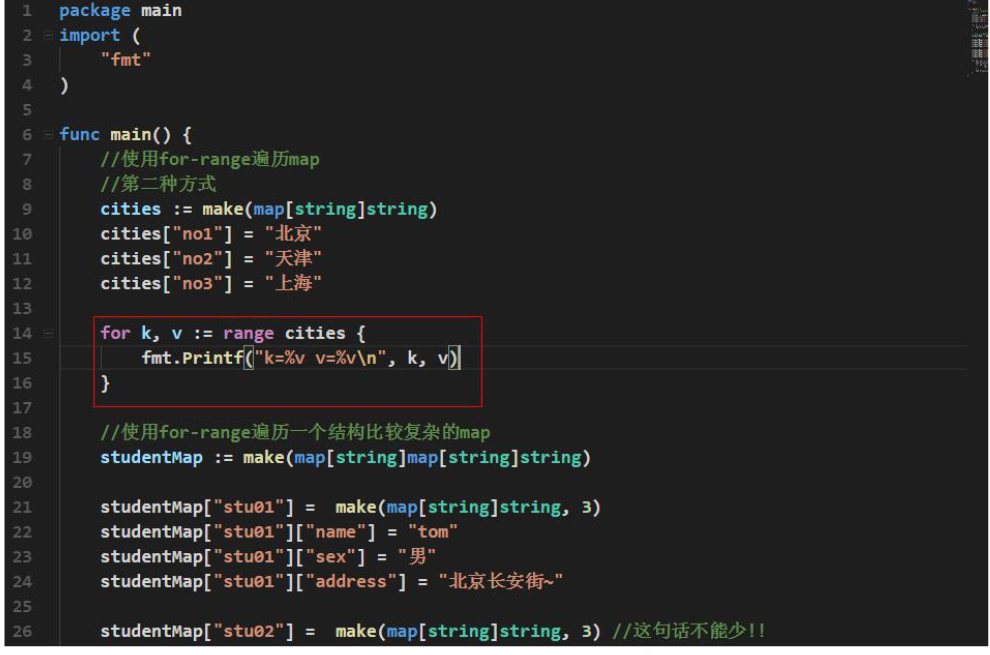 1 package main
2 import (
3 "fmt"
4 )
5
6 func main() {
7 //使用for-range遍历map
8 //第二种方式
9 cities := make(map[string]string)
10 cities["no1"] = "北京"
11 cities["no2"] = "天津"
12 cities["no3"] = "上海"
13
14 for k, v := range cities {
15 fmt.Printf("k=%v v=%v\n", k, v)
16 }
17
18 //使用for-range遍历一个结构比较复杂的map
19 studentMap := make(map[string]map[string]string)
20
21 studentMap["stu01"] =  make(map[string]string, 3)
22 studentMap["stu01"]["name"] = "tom"
23 studentMap["stu01"]["sex"] = "男"
24 studentMap["stu01"]["address"] = "北京长安街~"
25
26 studentMap["stu02"] =  make(map[string]string, 3) //这句话不能少!!